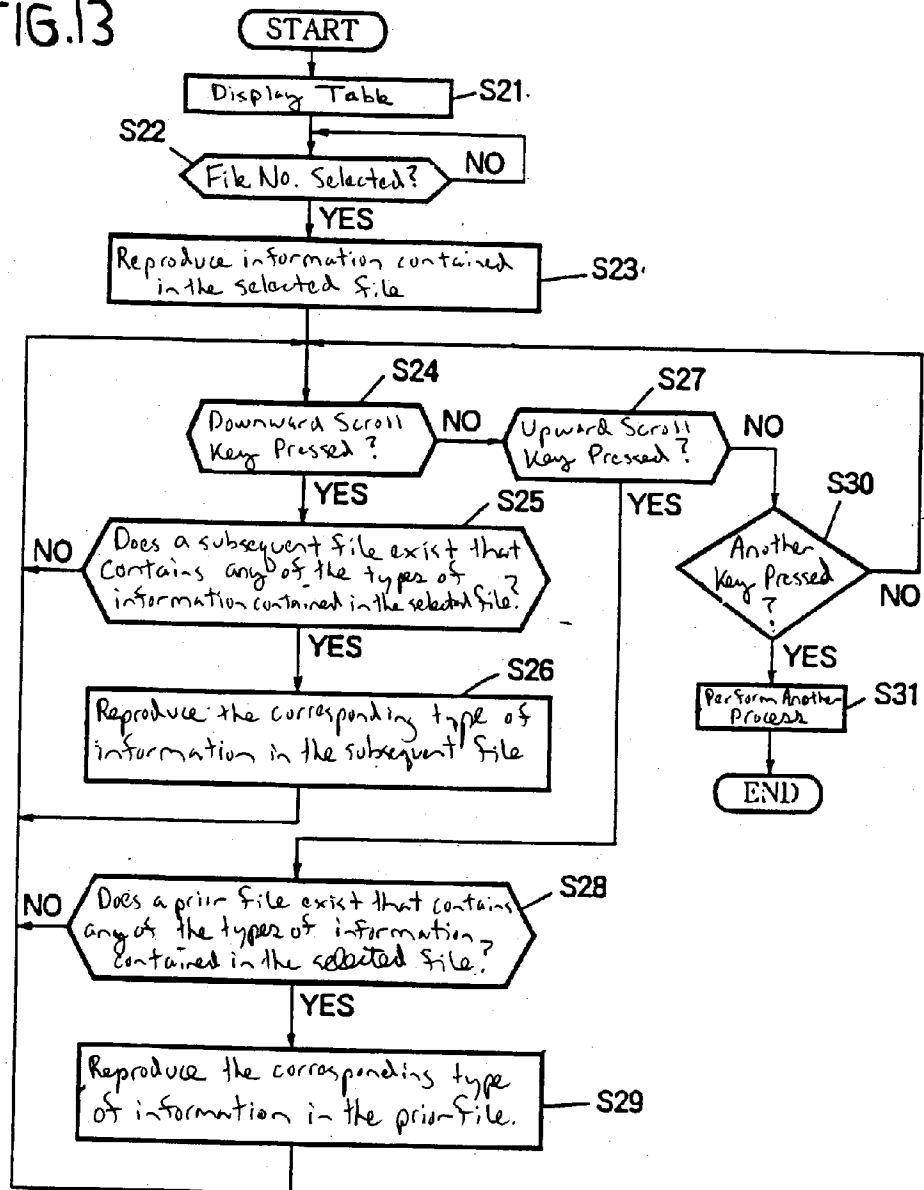 FIG.13
START
Display Table
S21.
S22
File No. Selected?
NO
YES
Reproduce information contained
in the selected file
S23.
S24
Downward Scroll
Key Pressed?
NO
S27
Upward Scroll
Key Pressed?
NO
YES
YES
S30
Another
Key Pressed
?
NO
YES
S31
Perform Another
Process
END
S25
Does a subsequent file exist that
contains any of the types of
information contained in the selected file?
NO
YES
S26
Reproduce the corresponding type of
information in the subsequent file
S28
Does a prior file exist that contains
any of the types of information
contained in the selected file?
NO
YES
Reproduce the corresponding type
of information in the prior file.
S29